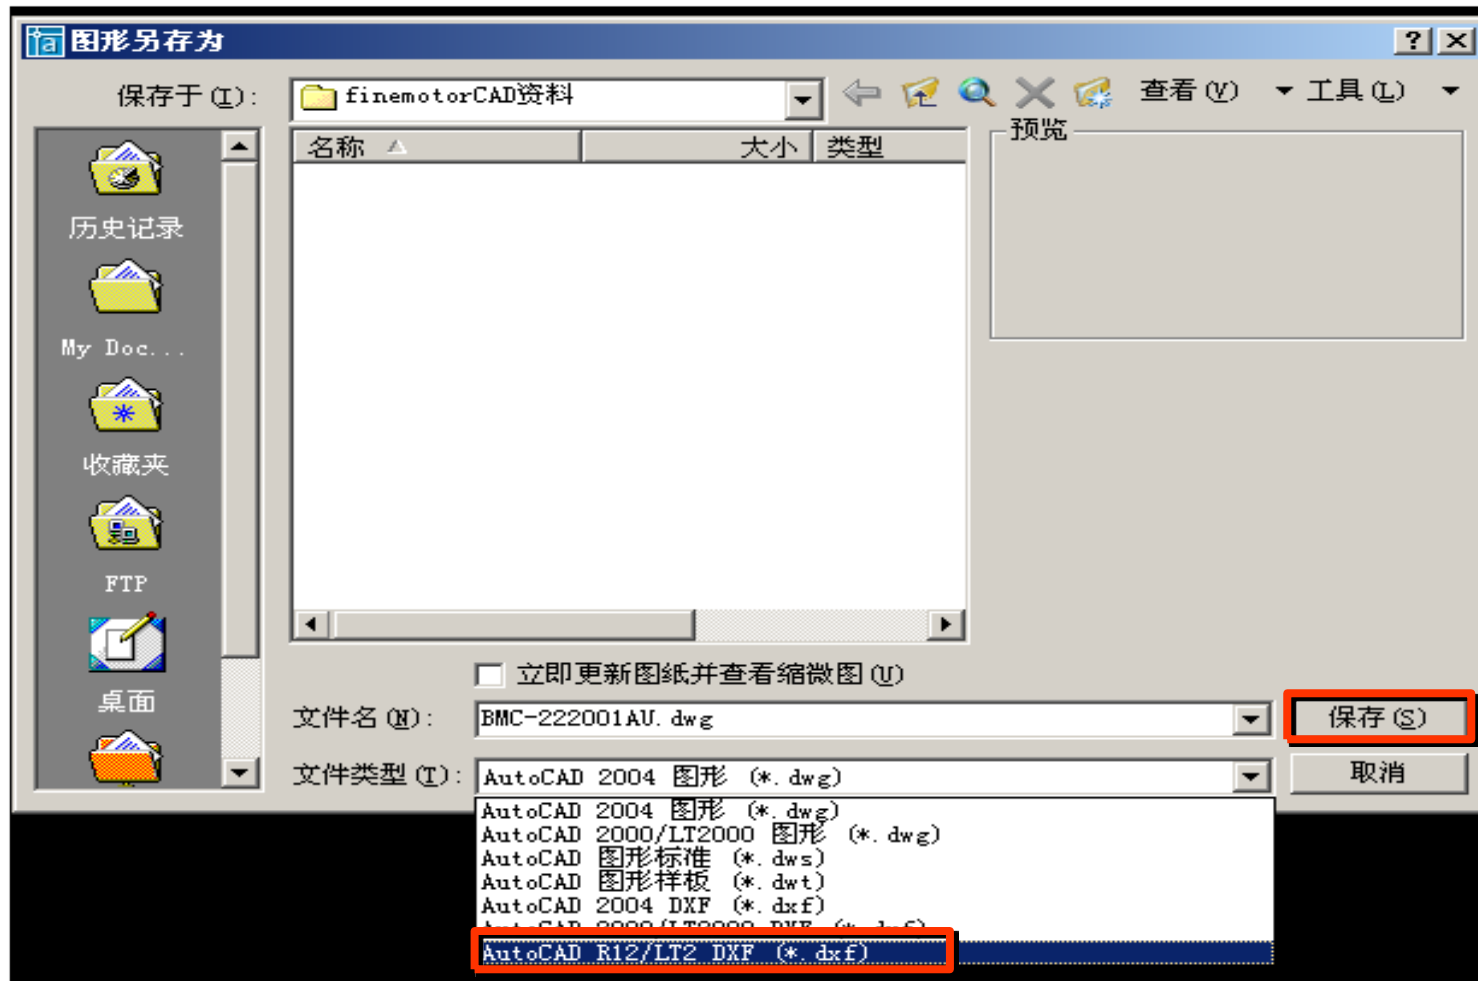 图形另存为
保存于(I):
finemotorCAD资料
查看(V)
工具(L)
名称
大小
类型
预览
历史记录
My Doc...
收藏夹
FTP
桌面
立即更新图纸并查看缩微图(U)
文件名(N):
BMC-222001AU.dwg
保存(S)
文件类型(T):
AutoCAD 2004 图形 (*.dwg)
取消
AutoCAD 2004 图形 (*.dwg)
AutoCAD 2000/LT2000 图形 (*.dwg)
AutoCAD 图形标准 (*.dws)
AutoCAD 图形样板 (*.dwt)
AutoCAD 2004 DXF (*.dxf)
AutoCAD 2000/LT2000 DXF (*.dxf)
AutoCAD R12/LT2 DXF (*.dxf)